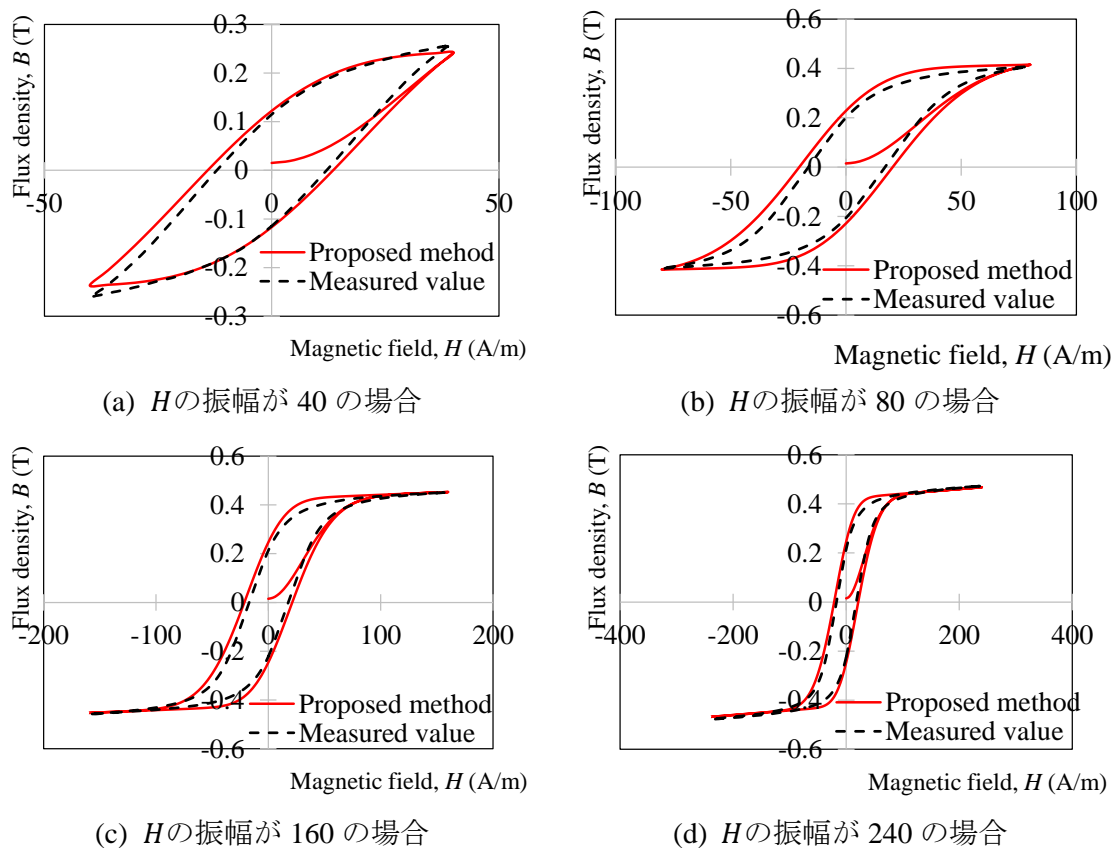 Flux density, B (T)
0.3
0.2
0.1
0
-0.1
-0.2
-0.3
-50
0
50
Proposed mehod
Measured value
Magnetic field, H (A/m)
(a) Hの振幅が 40 の場合
Flux density, B (T)
0.6
0.4
0.2
0
-0.2
-0.4
-0.6
-100
-50
0
50
100
Proposed method
Measured value
Magnetic field, H (A/m)
(b) Hの振幅が 80 の場合
Flux density, B (T)
0.6
0.4
0.2
0
-0.2
-0.4
-0.6
-200
-100
0
100
200
Proposed method
Measured value
Magnetic field, H (A/m)
(c) Hの振幅が 160 の場合
Flux density, B (T)
0.6
0.4
0.2
0
-0.2
-0.4
-0.6
-400
-200
0
200
400
Proposed method
Measured value
Magnetic field, H (A/m)
(d) Hの振幅が 240 の場合